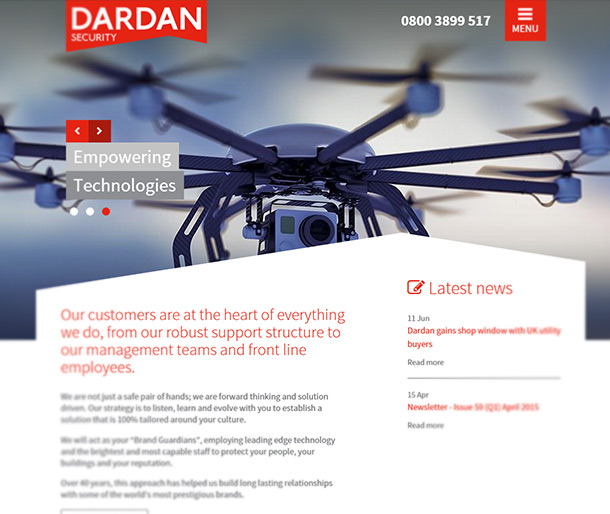 DARDAN
SECURITY
0800 3899 517
MENU
Empowering
Technologies
Our customers are at the heart of everything
we do, from our robust support structure to
our management teams and front line
employees.
We are not just a safe pair of hands; we are forward thinking and solution
driven. Our strategy is to listen, learn and evolve with you to establish a
solution that is 100% tailored around your culture.
We will act as your "Brand Guardians", employing leading edge technology
and the brightest and most capable staff to protect your people, your
buildings and your reputation.
Over 40 years, this approach has helped us build long lasting relationships
with some of the world's most prestigious brands.
Latest news
11 Jun
Dardan gains shop window with UK utility
buyers
Read more
15 Apr
Newsletter - Issue 59 (Q1) April 2015
Read more